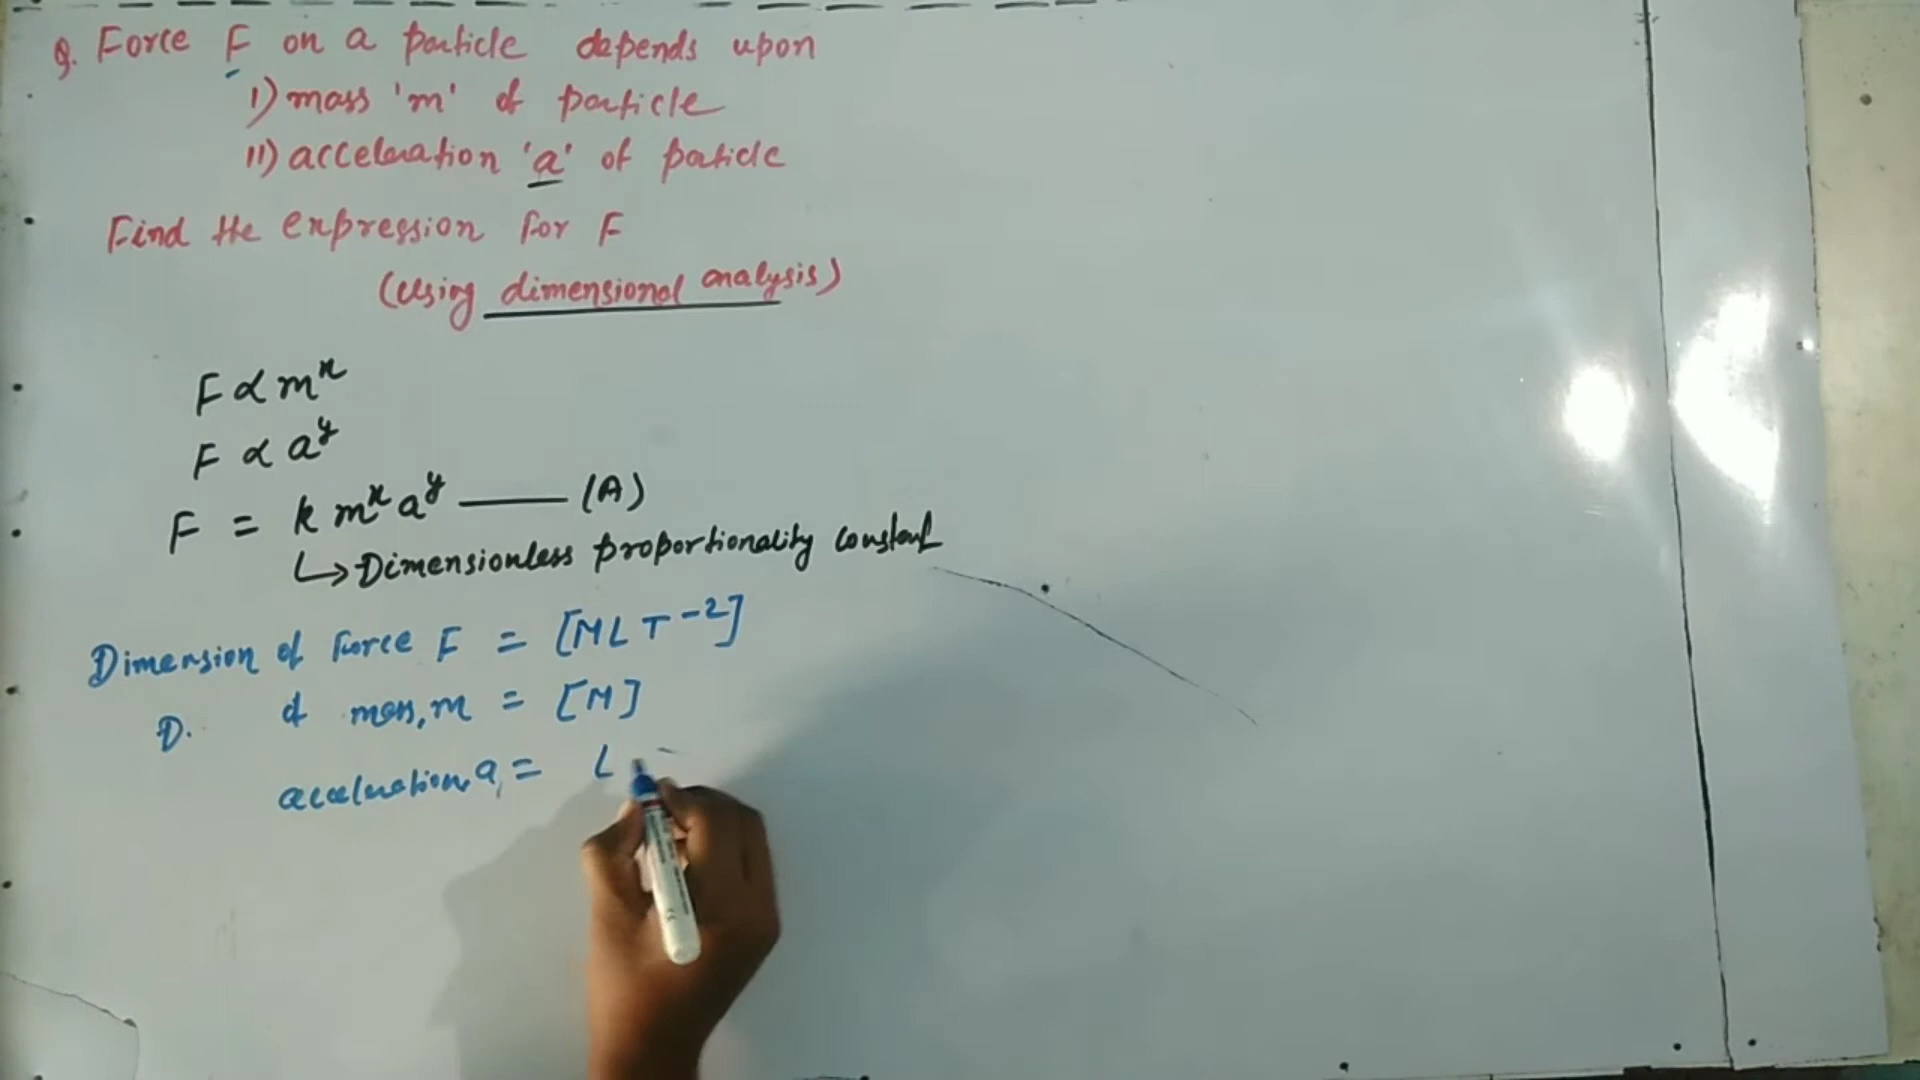 Q. Force F on a particle depends upon
I) mass 'm' of particle
II) acceleration 'a' of particle
Find the expression for F
(Using dimensional analysis)
F ∝ m^x
F ∝ a^y
F = k m^x a^y —— (A)
↳ Dimensionless proportionality constant
Dimension of Force F = [MLT^-2]
D. of mass, m = [M]
acceleration, a = L